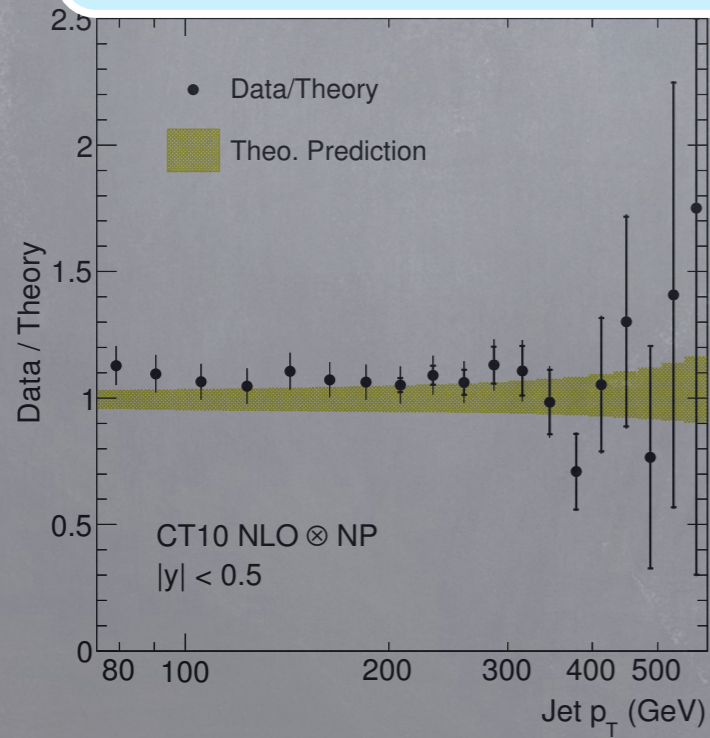 2.5
Data/Theory
2
Theo. Prediction
1.5
Data / Theory
1
0.5
CT10 NLO ⊗ NP
|y| < 0.5
0
80 100 200 300 400 500
Jet p_T (GeV)